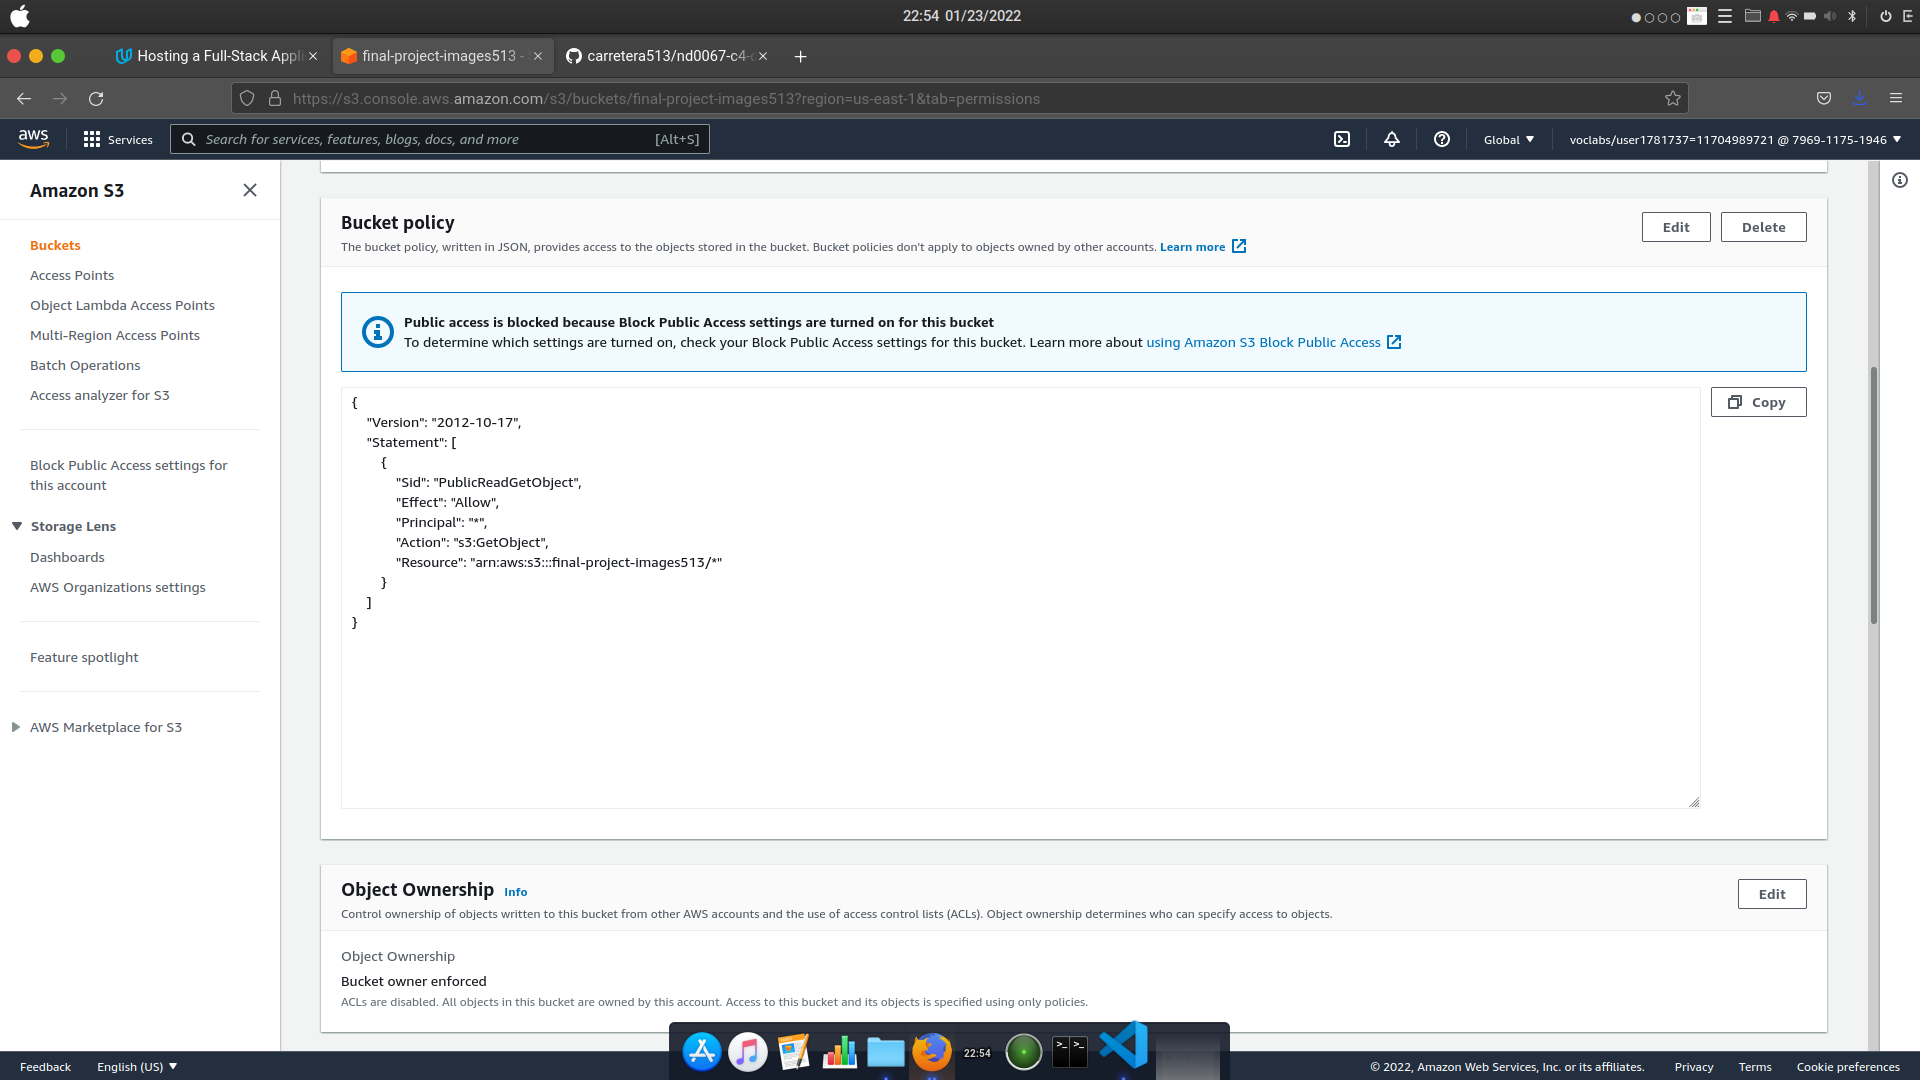 22:54 01/23/2022
Hosting a Full-Stack Appli
final-project-images513 -
carretera513/nd0067-c4-
https://s3.console.aws.amazon.com/s3/buckets/final-project-images513?region=us-east-1&tab=permissions
aws
Services
Search for services, features, blogs, docs, and more
[Alt+S]
Global
voclabs/user1781737=11704989721 @ 7969-1175-1946
Amazon S3
Buckets
Access Points
Object Lambda Access Points
Multi-Region Access Points
Batch Operations
Access analyzer for S3
Block Public Access settings for
this account
Storage Lens
Dashboards
AWS Organizations settings
Feature spotlight
AWS Marketplace for S3
Bucket policy
The bucket policy, written in JSON, provides access to the objects stored in the bucket. Bucket policies don't apply to objects owned by other accounts. Learn more
Edit
Delete
Public access is blocked because Block Public Access settings are turned on for this bucket
To determine which settings are turned on, check your Block Public Access settings for this bucket. Learn more about using Amazon S3 Block Public Access
Copy
{
"Version": "2012-10-17",
"Statement": [
{
"Sid": "PublicReadGetObject",
"Effect": "Allow",
"Principal": "*",
"Action": "s3:GetObject",
"Resource": "arn:aws:s3:::final-project-images513/*"
}
]
}
Object Ownership Info
Control ownership of objects written to this bucket from other AWS accounts and the use of access control lists (ACLs). Object ownership determines who can specify access to objects.
Edit
Object Ownership
Bucket owner enforced
ACLs are disabled. All objects in this bucket are owned by this account. Access to this bucket and its objects is specified using only policies.
22:54
>_ >_
Feedback
English (US)
© 2022, Amazon Web Services, Inc. or its affiliates.
Privacy
Terms
Cookie preferences